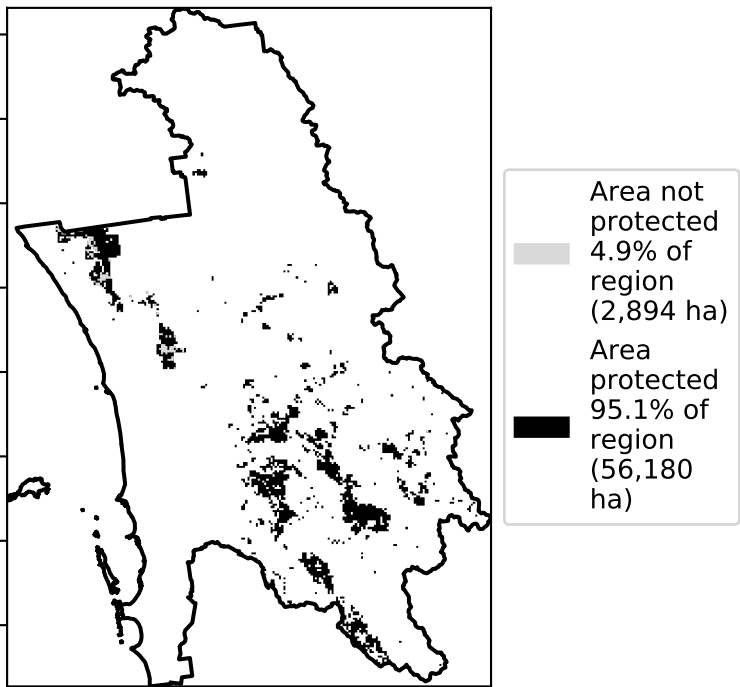 Area not
protected
4.9% of
region
(2,894 ha)
Area
protected
95.1% of
region
(56,180
ha)